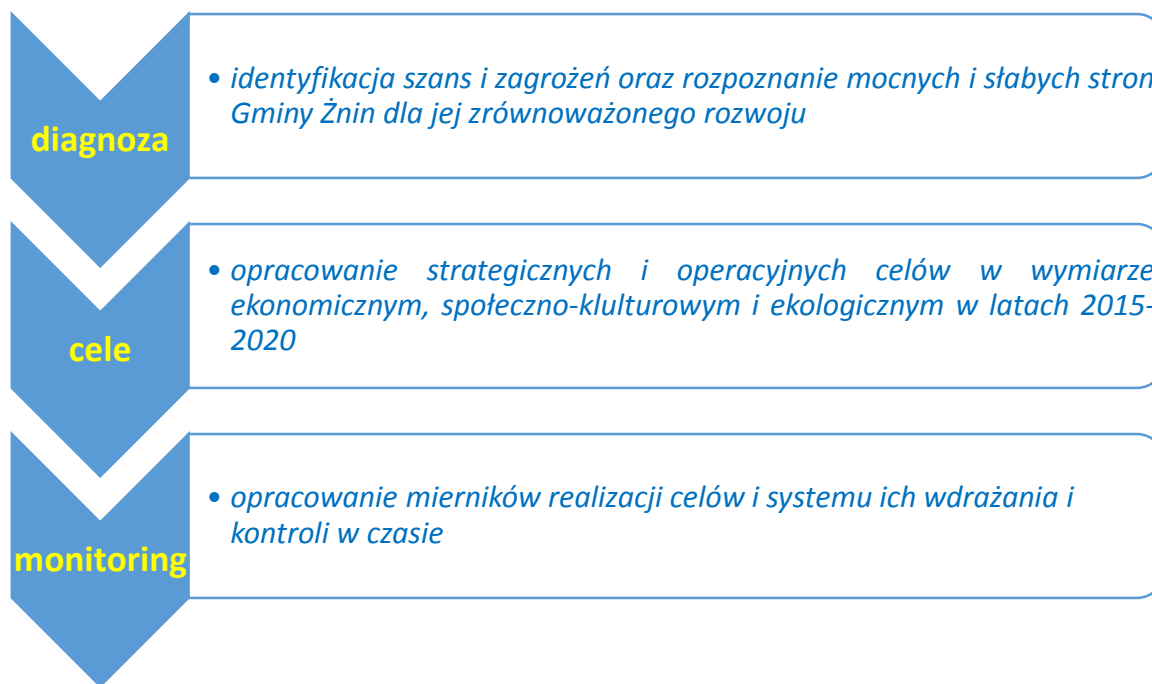 diagnoza
• identyfikacja szans i zagrożeń oraz rozpoznanie mocnych i słabych stron
Gminy Żnin dla jej zrównoważonego rozwoju
cele
• opracowanie strategicznych i operacyjnych celów w wymiarze
ekonomicznym, społeczno-klulturowym i ekologicznym w latach 2015-
2020
monitoring
• opracowanie mierników realizacji celów i systemu ich wdrażania i
kontroli w czasie